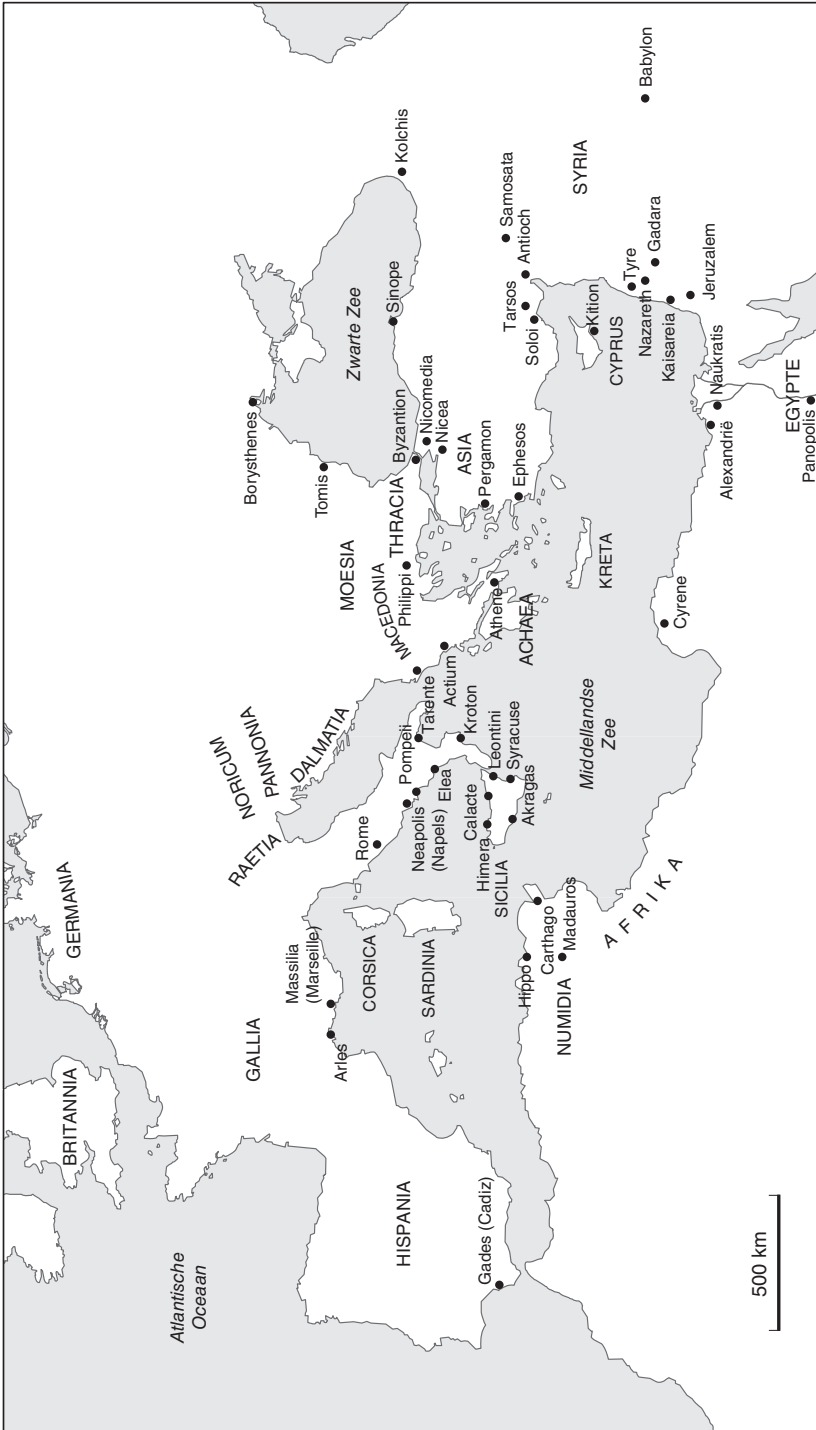 Atlantische
Oceaan
BRITANNIA
GERMANIA
GALLIA
HISPANIA
Gades (Cadiz)
Arles
Massilia
(Marseille)
CORSICA
SARDINIA
RAETIA
NORICUM
PANNONIA
DALMATIA
Rome
Neapolis
(Napels)
Pompeii
Elea
Tarente
Kroton
Himera
Calacte
Leontini
Syracuse
Akragas
SICILIA
Hippo
Carthago
Madauros
NUMIDIA
AFRIKA
Middellandse
Zee
MOESIA
MACEDONIA
THRACIA
Philippi
Actium
Athene
ACHAEA
KRETA
Cyrene
Borysthenes
Tomis
Zwarte Zee
Byzantion
Nicomedia
Nicea
ASIA
Pergamon
Ephesos
Sinope
Kolchis
Samosata
Antioch
Tarsos
Soloi
Kition
CYPRUS
SYRIA
Babylon
Tyre
Nazareth
Gadara
Kaisareia
Jeruzalem
Naukratis
Alexandrië
EGYPTE
Panopolis
500 km